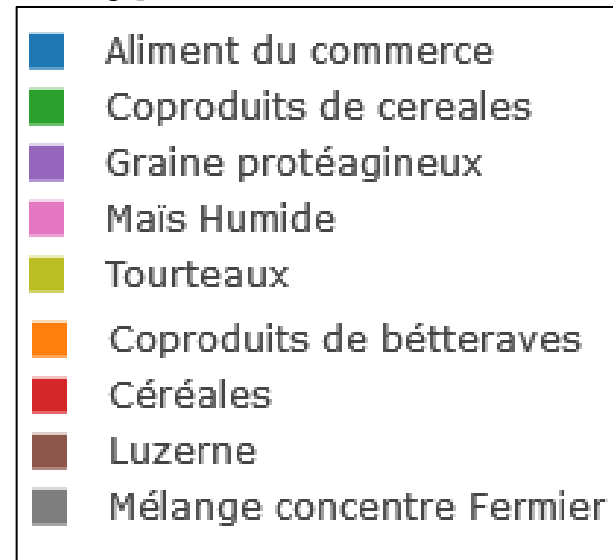 Aliment du commerce
Coproduits de cereales
Graine protéagineux
Maïs Humide
Tourteaux
Coproduits de bétteraves
Céréales
Luzerne
Mélange concentre Fermier